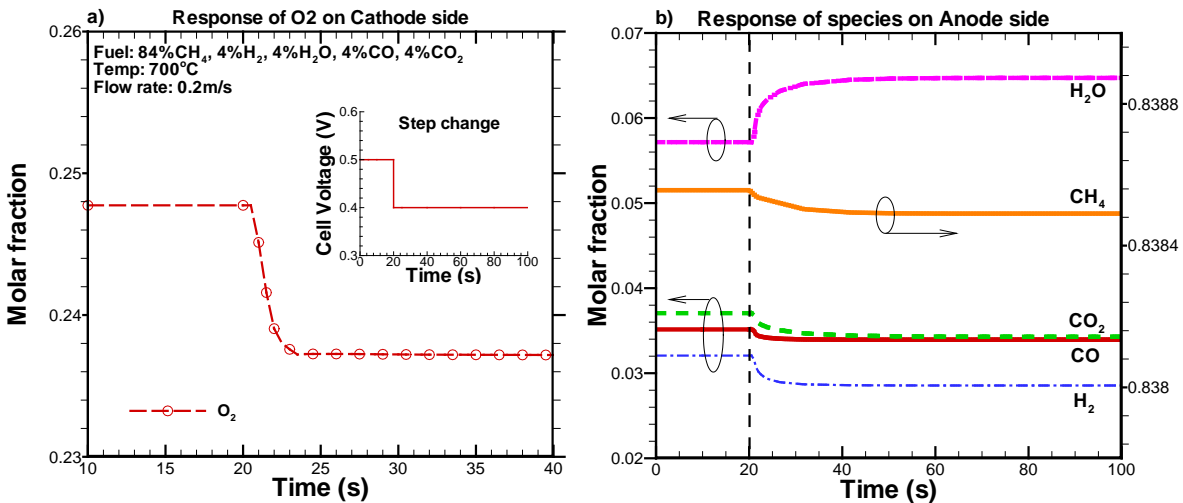 a) Response of O2 on Cathode side
Fuel: 84%CH₄, 4%H₂, 4%H₂O, 4%CO, 4%CO₂
Temp: 700°C
Flow rate: 0.2m/s
Molar fraction
0.26
0.25
0.24
0.23
10 15 20 25 30 35 40
Time (s)
O₂
Step change
Cell Voltage (V)
0.6
0.5
0.4
0.3
0 20 40 60 80 100
Time (s)
b) Response of species on Anode side
Molar fraction
0.07
0.06
0.05
0.04
0.03
0.02
0 20 40 60 80 100
Time (s)
0.8388
0.8384
0.838
H₂O
CH₄
CO₂
CO
H₂